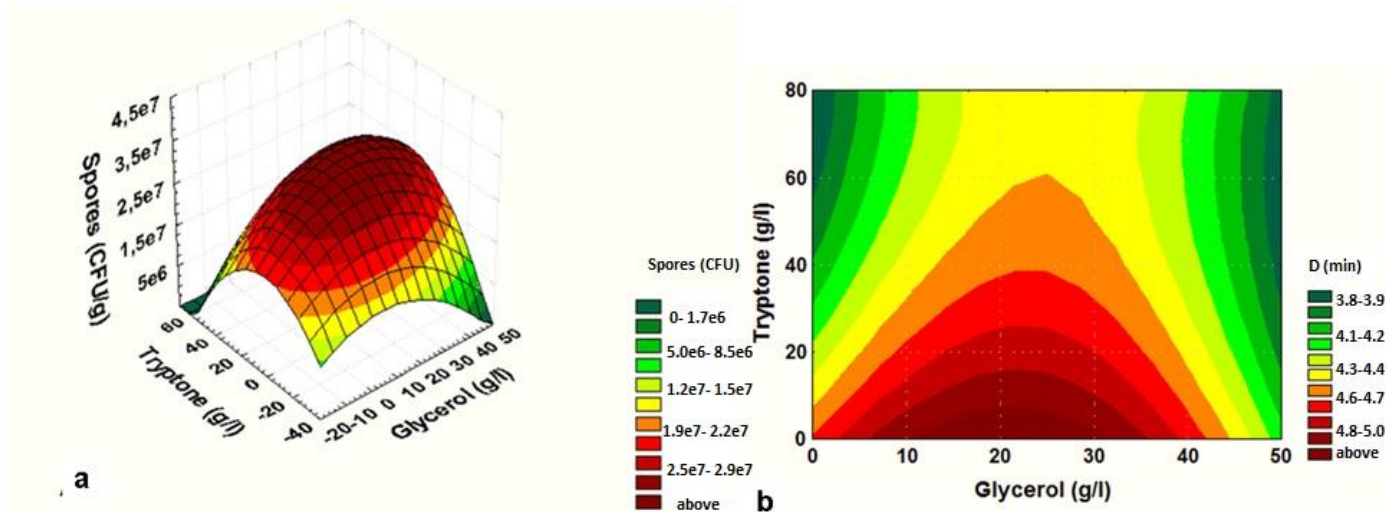 4,5e7
3,5e7
2,5e7
1,5e7
5e6
Spores (CFU/g)
60
40
20
0
-20
-40
Tryptone (g/l)
-20
-10
0
10
20
30
40
50
Glycerol (g/l)
a
Spores (CFU)
0- 1.7e6
5.0e6- 8.5e6
1.2e7- 1.5e7
1.9e7- 2.2e7
2.5e7- 2.9e7
above
80
60
40
20
0
Tryptone (g/l)
0 10 20 30 40 50
Glycerol (g/l)
b
D (min)
3.8-3.9
4.1-4.2
4.3-4.4
4.6-4.7
4.8-5.0
above